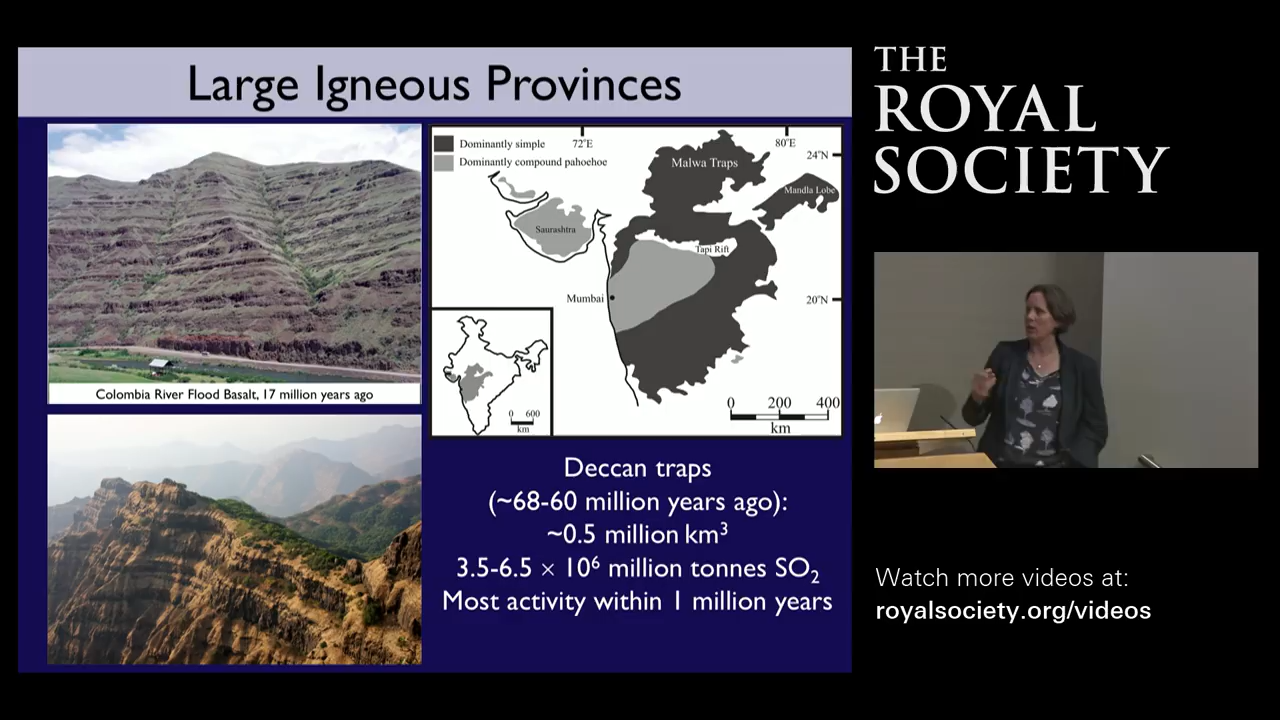 Large Igneous Provinces
Colombia River Flood Basalt, 17 million years ago
Dominantly simple
Dominantly compound pahoehoe
72°E
80°E
24°N
Malwa Traps
Mandla Lobe
Saurashtra
Tapi Rift
Mumbai
20°N
0 600
km
0 200 400
km
Deccan traps
(~68-60 million years ago):
~0.5 million km³
3.5-6.5 × 10⁶ million tonnes SO₂
Most activity within 1 million years
THE
ROYAL
SOCIETY
Watch more videos at:
royalsociety.org/videos